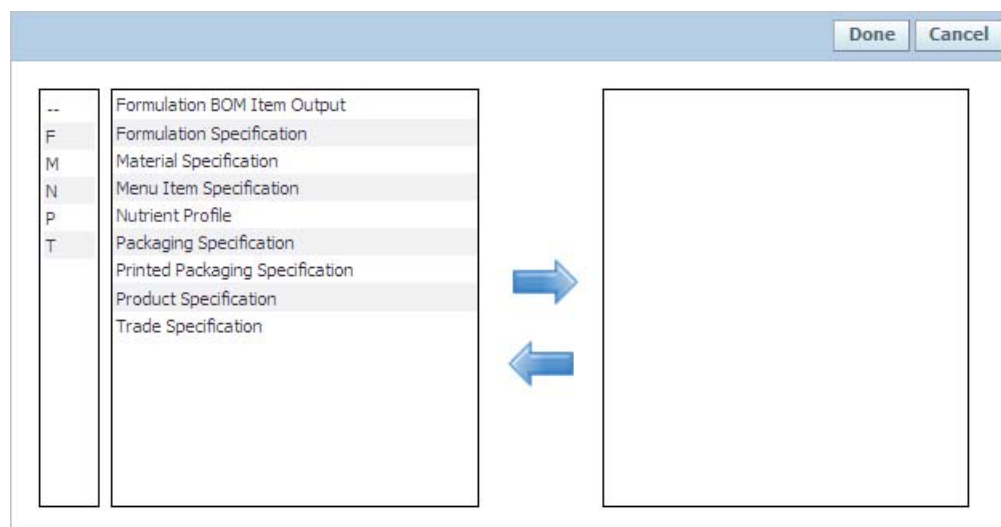 Done Cancel
--
F
M
N
P
T
Formulation BOM Item Output
Formulation Specification
Material Specification
Menu Item Specification
Nutrient Profile
Packaging Specification
Printed Packaging Specification
Product Specification
Trade Specification